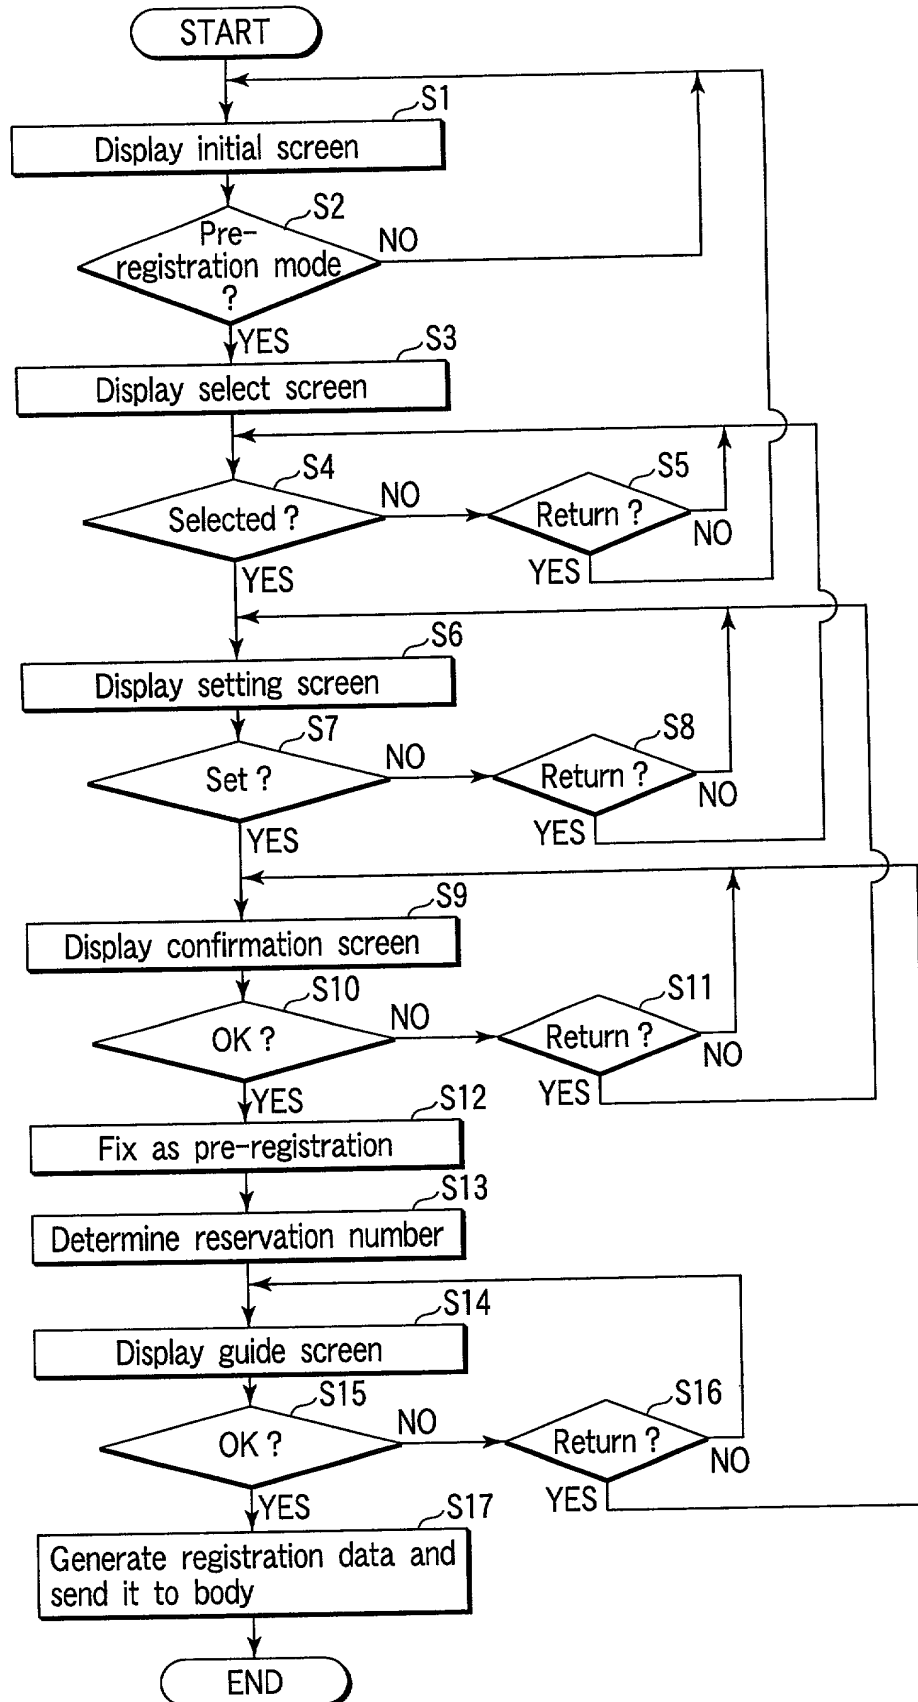 START
S1
Display initial screen
S2
Pre-
registration mode
?
NO
YES
S3
Display select screen
S4
Selected ?
NO
S5
Return ?
NO
YES
YES
S6
Display setting screen
S7
Set ?
NO
S8
Return ?
NO
YES
YES
S9
Display confirmation screen
S10
OK ?
NO
S11
Return ?
NO
YES
YES
S12
Fix as pre-registration
S13
Determine reservation number
S14
Display guide screen
S15
OK ?
NO
S16
Return ?
NO
YES
YES
S17
Generate registration data and
send it to body
END